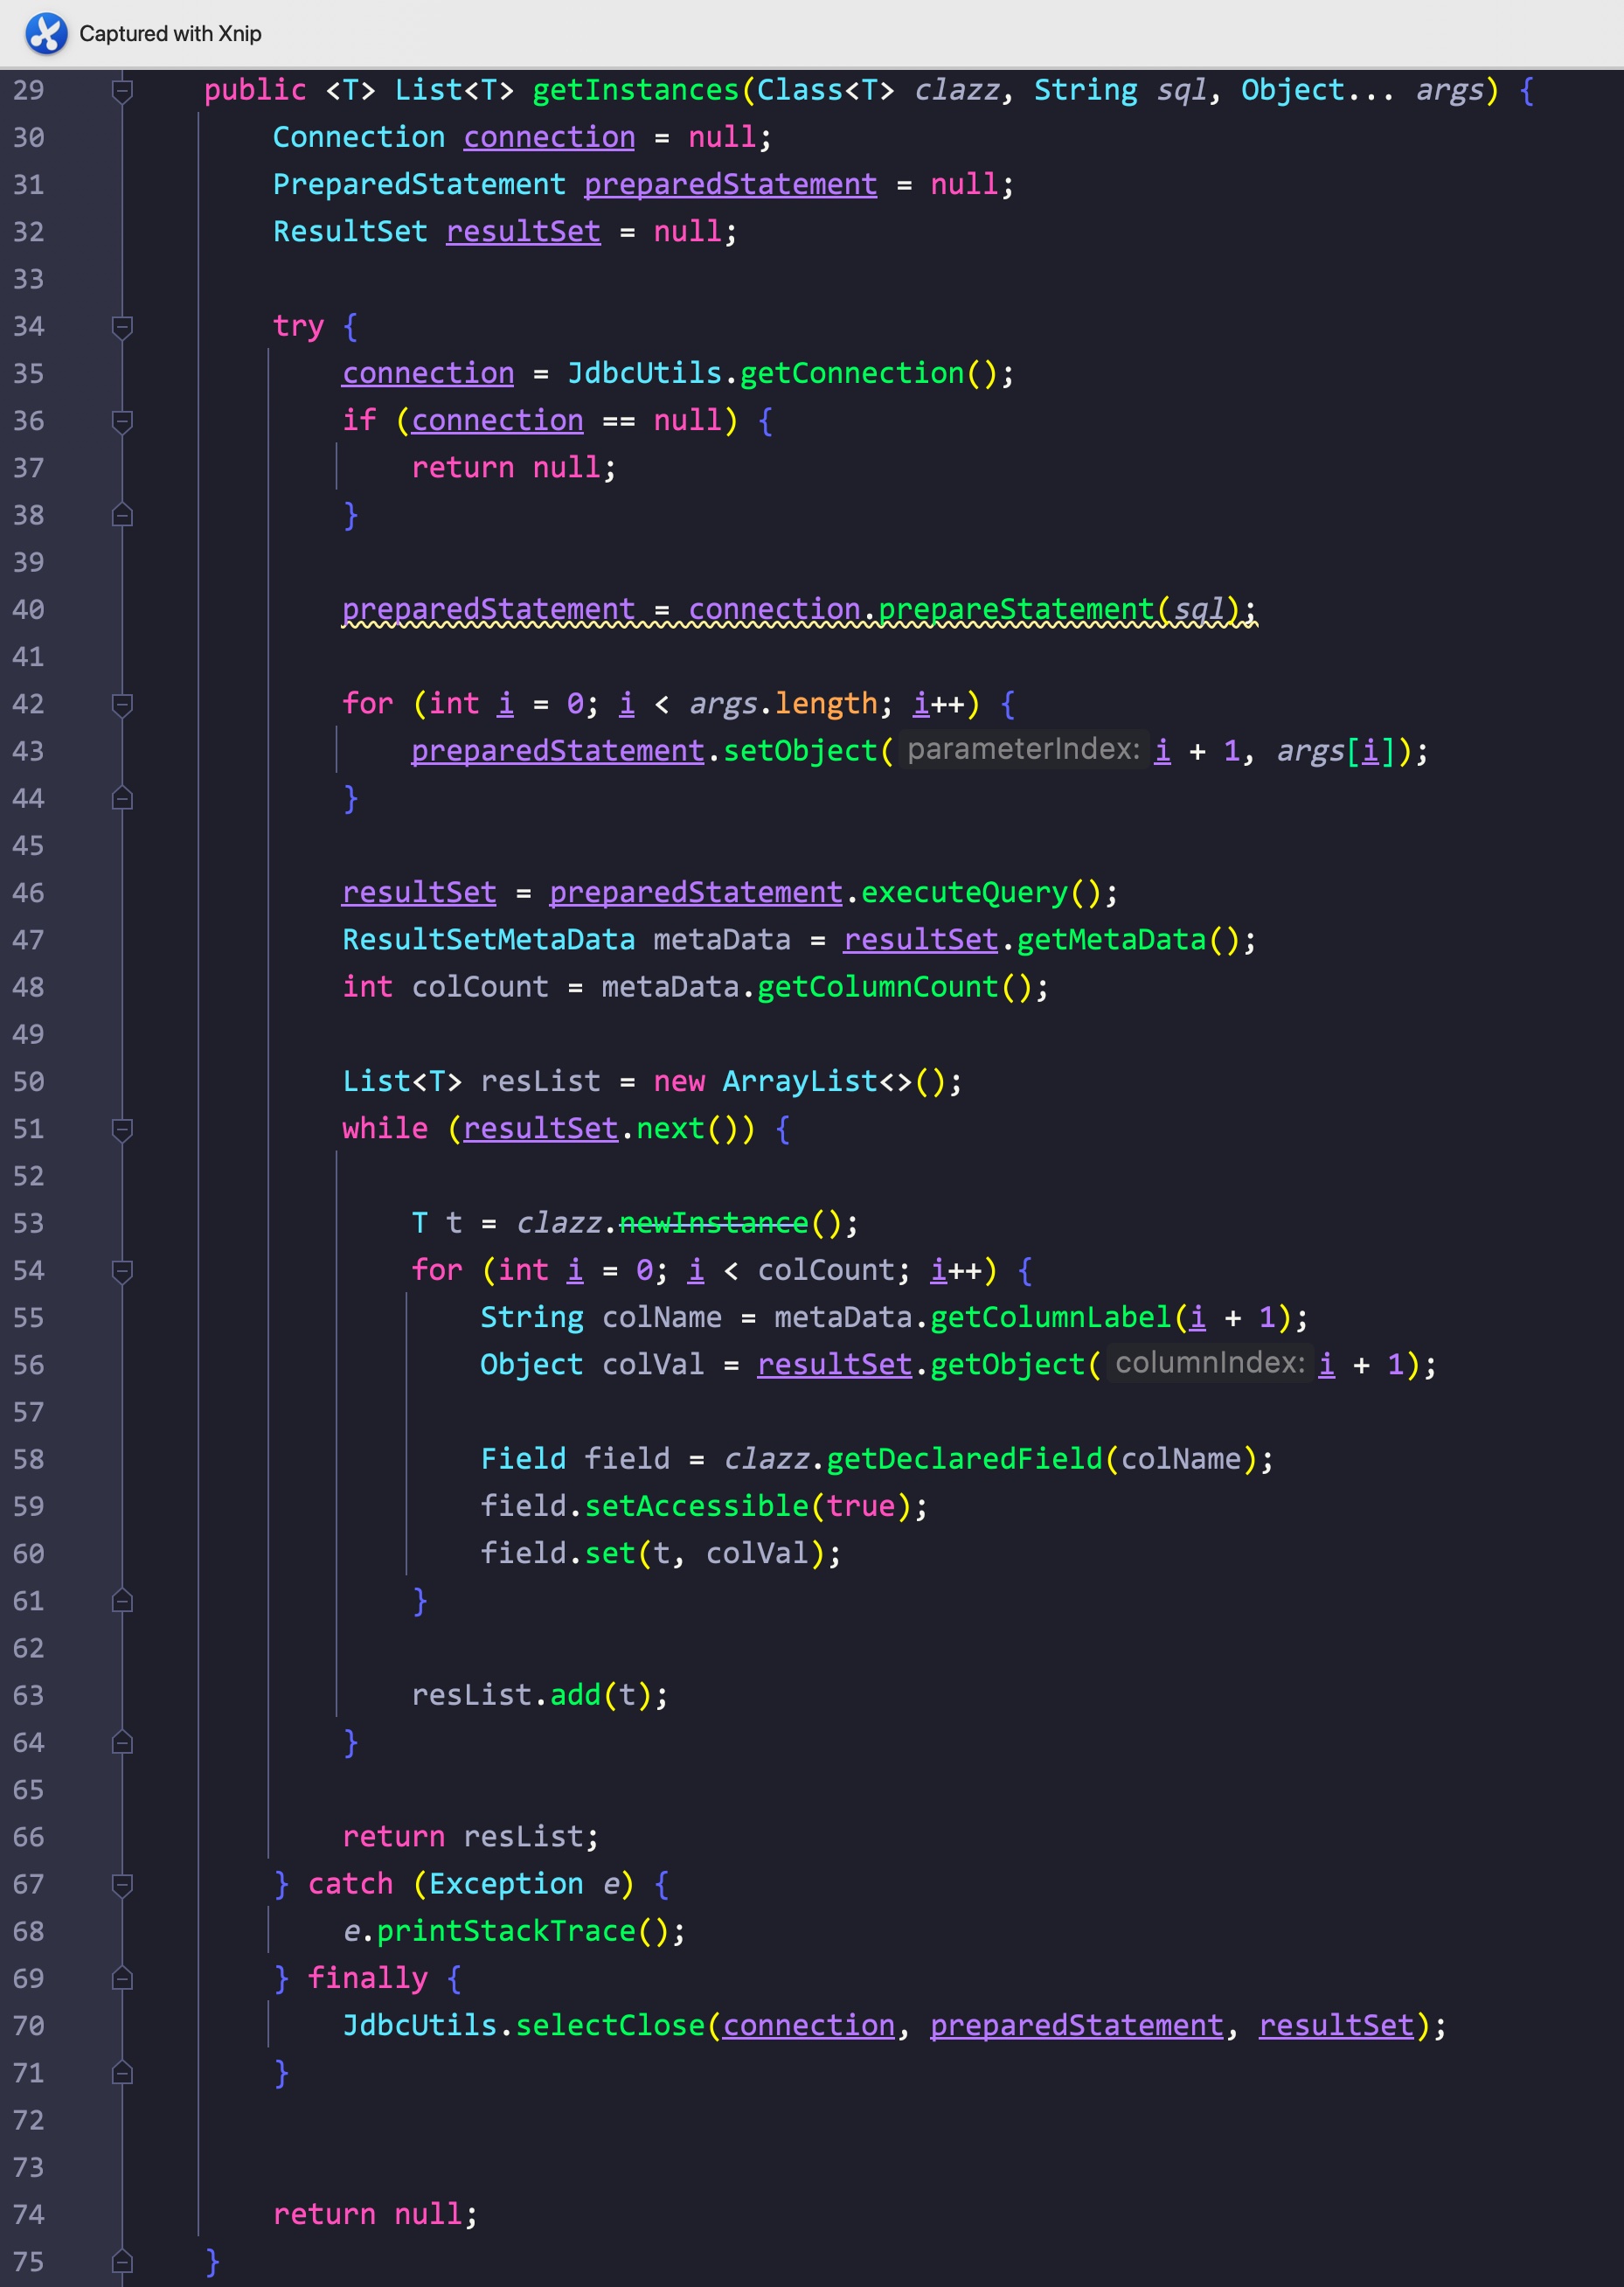 Captured with Xnip
29 public <T> List<T> getInstances(Class<T> clazz, String sql, Object... args) {
30 Connection connection = null;
31 PreparedStatement preparedStatement = null;
32 ResultSet resultSet = null;
33
34 try {
35 connection = JdbcUtils.getConnection();
36 if (connection == null) {
37 return null;
38 }
39
40 preparedStatement = connection.prepareStatement(sql);
41
42 for (int i = 0; i < args.length; i++) {
43 preparedStatement.setObject( parameterIndex: i + 1, args[i]);
44 }
45
46 resultSet = preparedStatement.executeQuery();
47 ResultSetMetaData metaData = resultSet.getMetaData();
48 int colCount = metaData.getColumnCount();
49
50 List<T> resList = new ArrayList<>();
51 while (resultSet.next()) {
52
53 T t = clazz.newInstance();
54 for (int i = 0; i < colCount; i++) {
55 String colName = metaData.getColumnLabel(i + 1);
56 Object colVal = resultSet.getObject( columnIndex: i + 1);
57
58 Field field = clazz.getDeclaredField(colName);
59 field.setAccessible(true);
60 field.set(t, colVal);
61 }
62
63 resList.add(t);
64 }
65
66 return resList;
67 } catch (Exception e) {
68 e.printStackTrace();
69 } finally {
70 JdbcUtils.selectClose(connection, preparedStatement, resultSet);
71 }
72
73
74 return null;
75 }